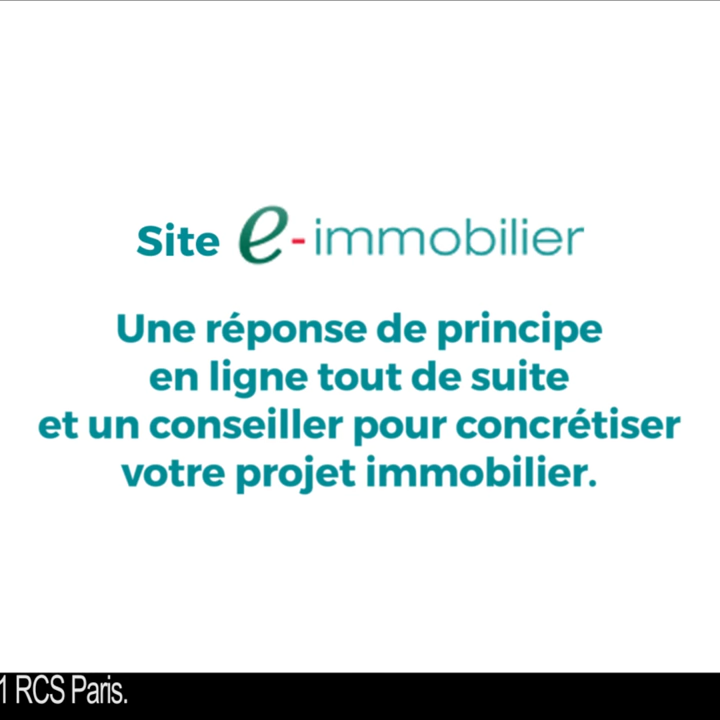 Site e-immobilier
Une réponse de principe
en ligne tout de suite
et un conseiller pour concrétiser
votre projet immobilier.
1 RCS Paris.